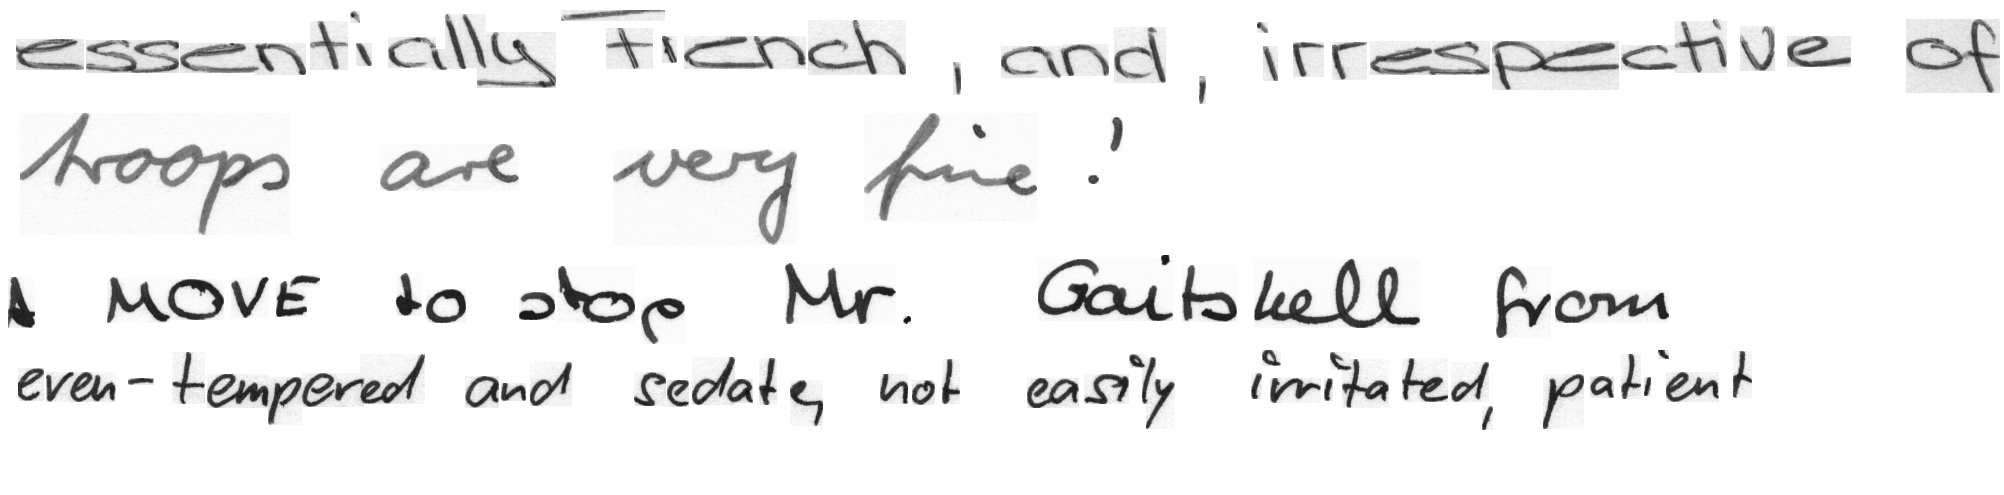 essentially French, and, irrespective of
troops are very fine!
A MOVE to stop Mr. Gaitskell from
even-tempered and sedate, not easily irritated, patient